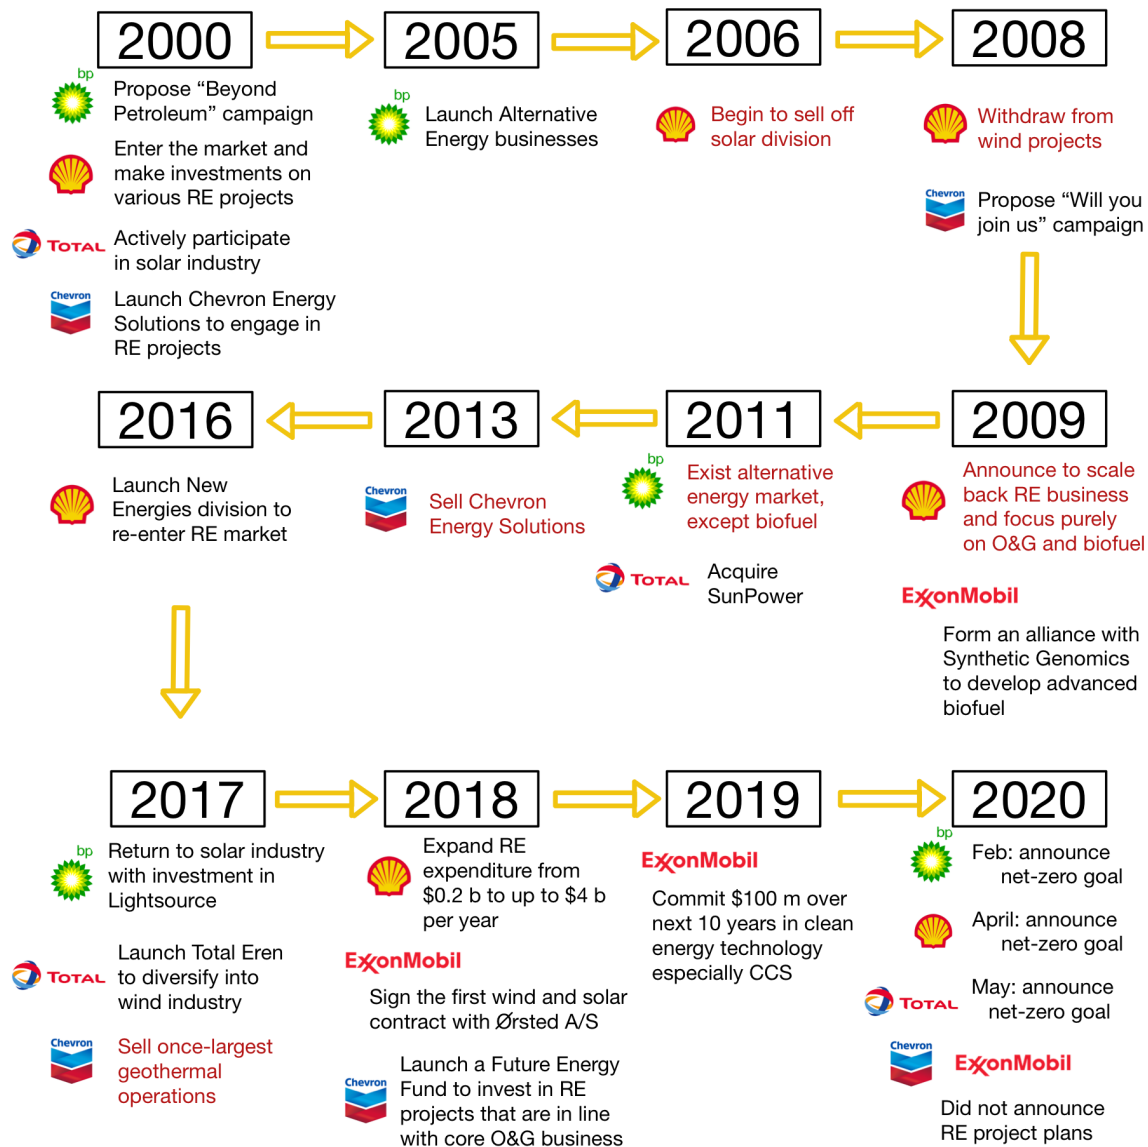 2000
bp
Propose “Beyond
Petroleum” campaign
Enter the market and
make investments on
various RE projects
TOTAL
Actively participate
in solar industry
Chevron
Launch Chevron Energy
Solutions to engage in
RE projects
2005
bp
Launch Alternative
Energy businesses
2006
Begin to sell off
solar division
2008
Withdraw from
wind projects
Chevron
Propose “Will you
join us” campaign
2009
Announce to scale
back RE business
and focus purely
on O&G and biofuel
ExxonMobil
Form an alliance with
Synthetic Genomics
to develop advanced
biofuel
2011
bp
Exist alternative
energy market,
except biofuel
TOTAL
Acquire
SunPower
2013
Chevron
Sell Chevron
Energy Solutions
2016
Launch New
Energies division to
re-enter RE market
2017
bp
Return to solar industry
with investment in
Lightsource
TOTAL
Launch Total Eren
to diversify into
wind industry
Chevron
Sell once-largest
geothermal
operations
2018
Expand RE
expenditure from
$0.2 b to up to $4 b
per year
ExxonMobil
Sign the first wind and solar
contract with Ørsted A/S
Chevron
Launch a Future Energy
Fund to invest in RE
projects that are in line
with core O&G business
2019
ExxonMobil
Commit $100 m over
next 10 years in clean
energy technology
especially CCS
2020
bp
Feb: announce
net-zero goal
April: announce
net-zero goal
TOTAL
May: announce
net-zero goal
Chevron
ExxonMobil
Did not announce
RE project plans